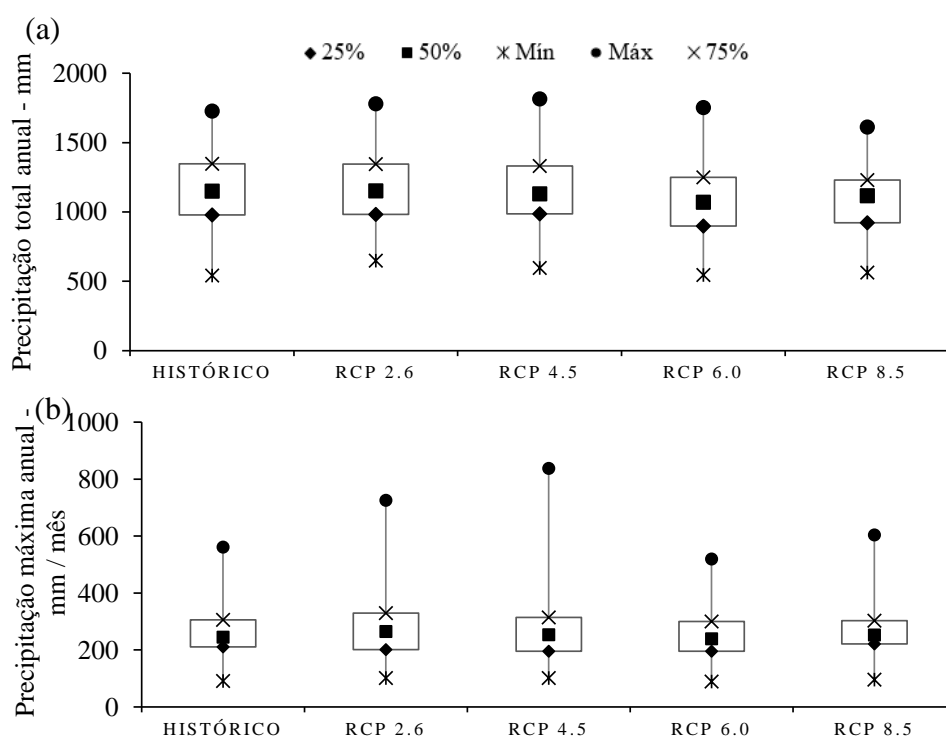 (a)
25% 50% Mín Máx 75%
Precipitação total anual - mm
2000
1500
1000
500
0
HISTÓRICO RCP 2.6 RCP 4.5 RCP 6.0 RCP 8.5
(b)
Precipitação máxima anual -
mm / mês
1000
800
600
400
200
0
HISTÓRICO RCP 2.6 RCP 4.5 RCP 6.0 RCP 8.5